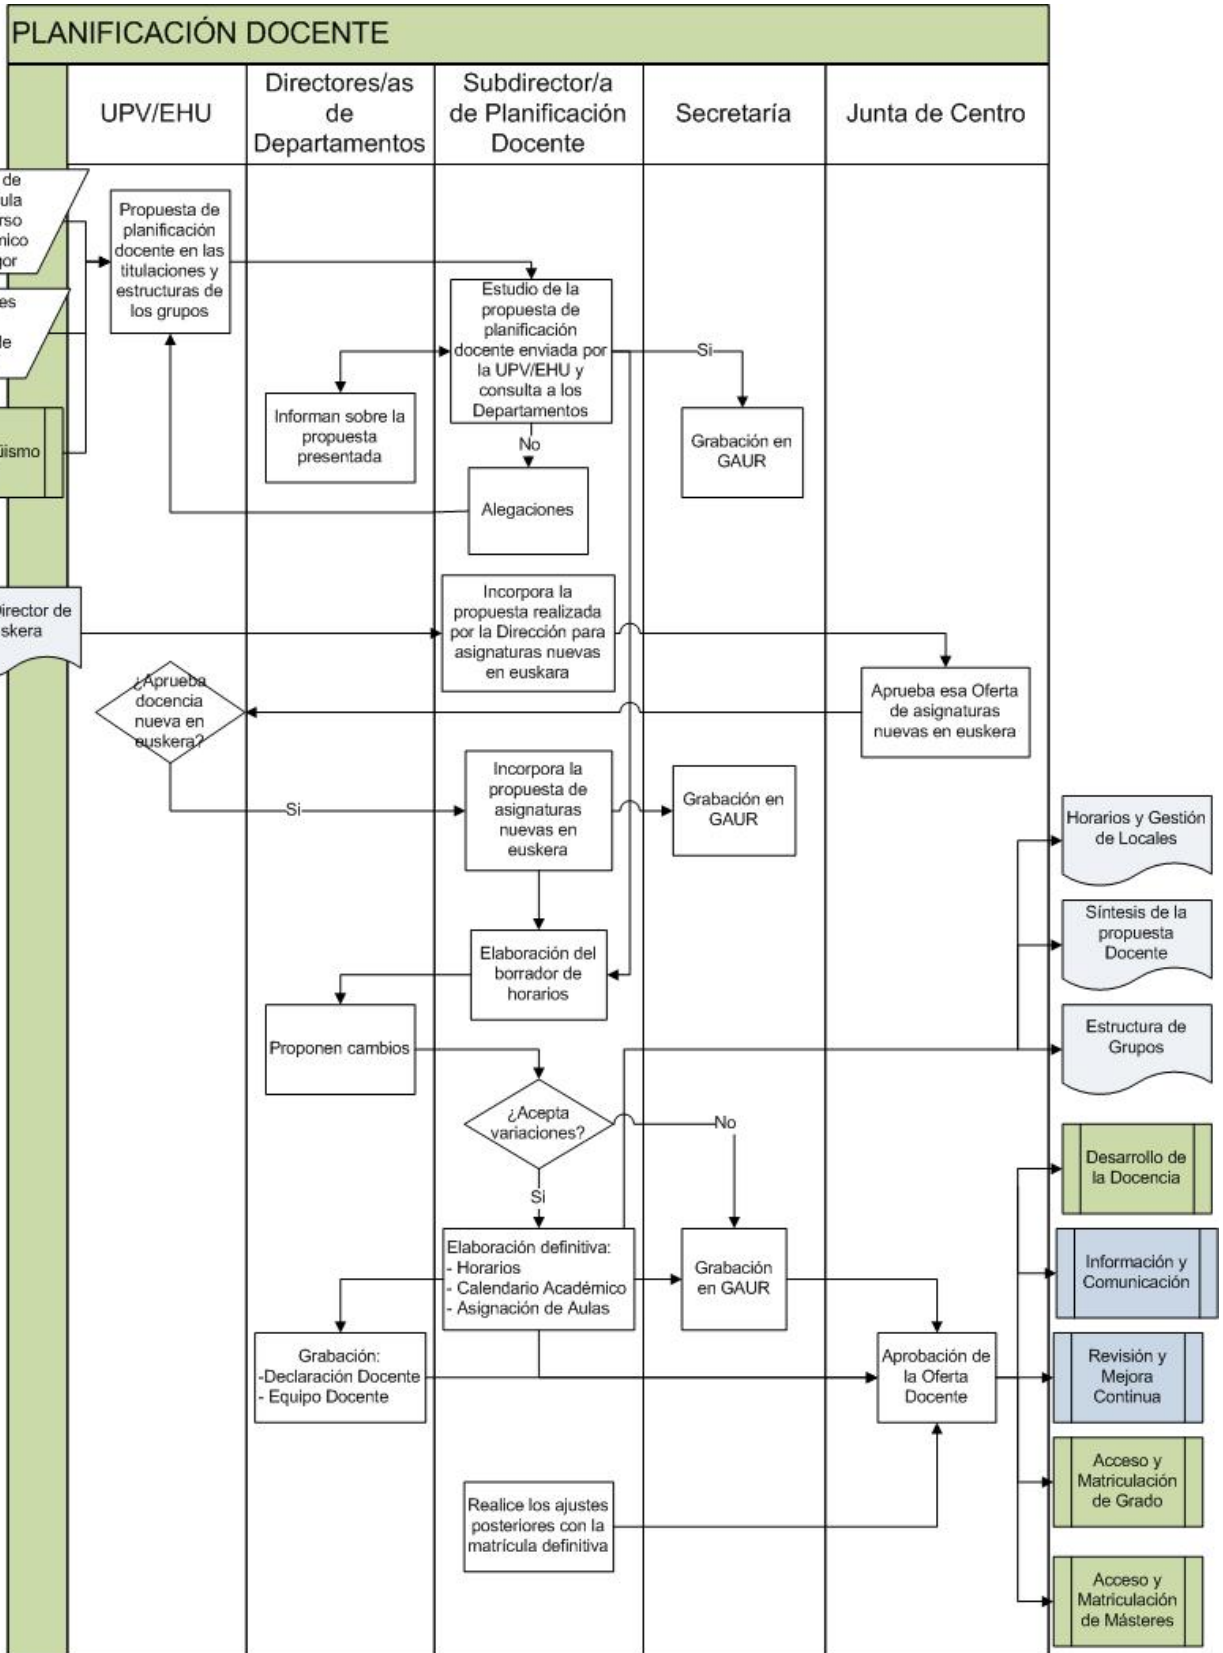 PLANIFICACIÓN DOCENTE
UPV/EHU
Directores/as
de
Departamentos
Subdirector/a
de Planificación
Docente
Secretaría
Junta de Centro
de
Propuesta de
planificación
docente en las
titulaciones y
estructuras de
los grupos
Estudio de la
propuesta de
planificación
docente enviada por
la UPV/EHU y
consulta a los
Departamentos
Si
Informan sobre la
propuesta
presentada
Grabación en
GAUR
No
Alegaciones
Incorpora la
propuesta realizada
por la Dirección para
asignaturas nuevas
en euskara
irector de
skera
¿Aprueba
docencia
nueva en
euskera?
Aprueba esa Oferta
de asignaturas
nuevas en euskera
Si
Incorpora la
propuesta de
asignaturas
nuevas en
euskera
Grabación en
GAUR
Horarios y Gestión
de Locales
Síntesis de la
propuesta
Docente
Elaboración del
borrador de
horarios
Proponen cambios
Estructura de
Grupos
¿Acepta
variaciones?
No
Si
Desarrollo de
la Docencia
Elaboración definitiva:
- Horarios
- Calendario Académico
- Asignación de Aulas
Grabación
en GAUR
Información y
Comunicación
Grabación:
-Declaración Docente
- Equipo Docente
Aprobación de
la Oferta
Docente
Revisión y
Mejora
Continua
Acceso y
Matriculación
de Grado
Realice los ajustes
posteriores con la
matrícula definitiva
Acceso y
Matriculación
de Másteres